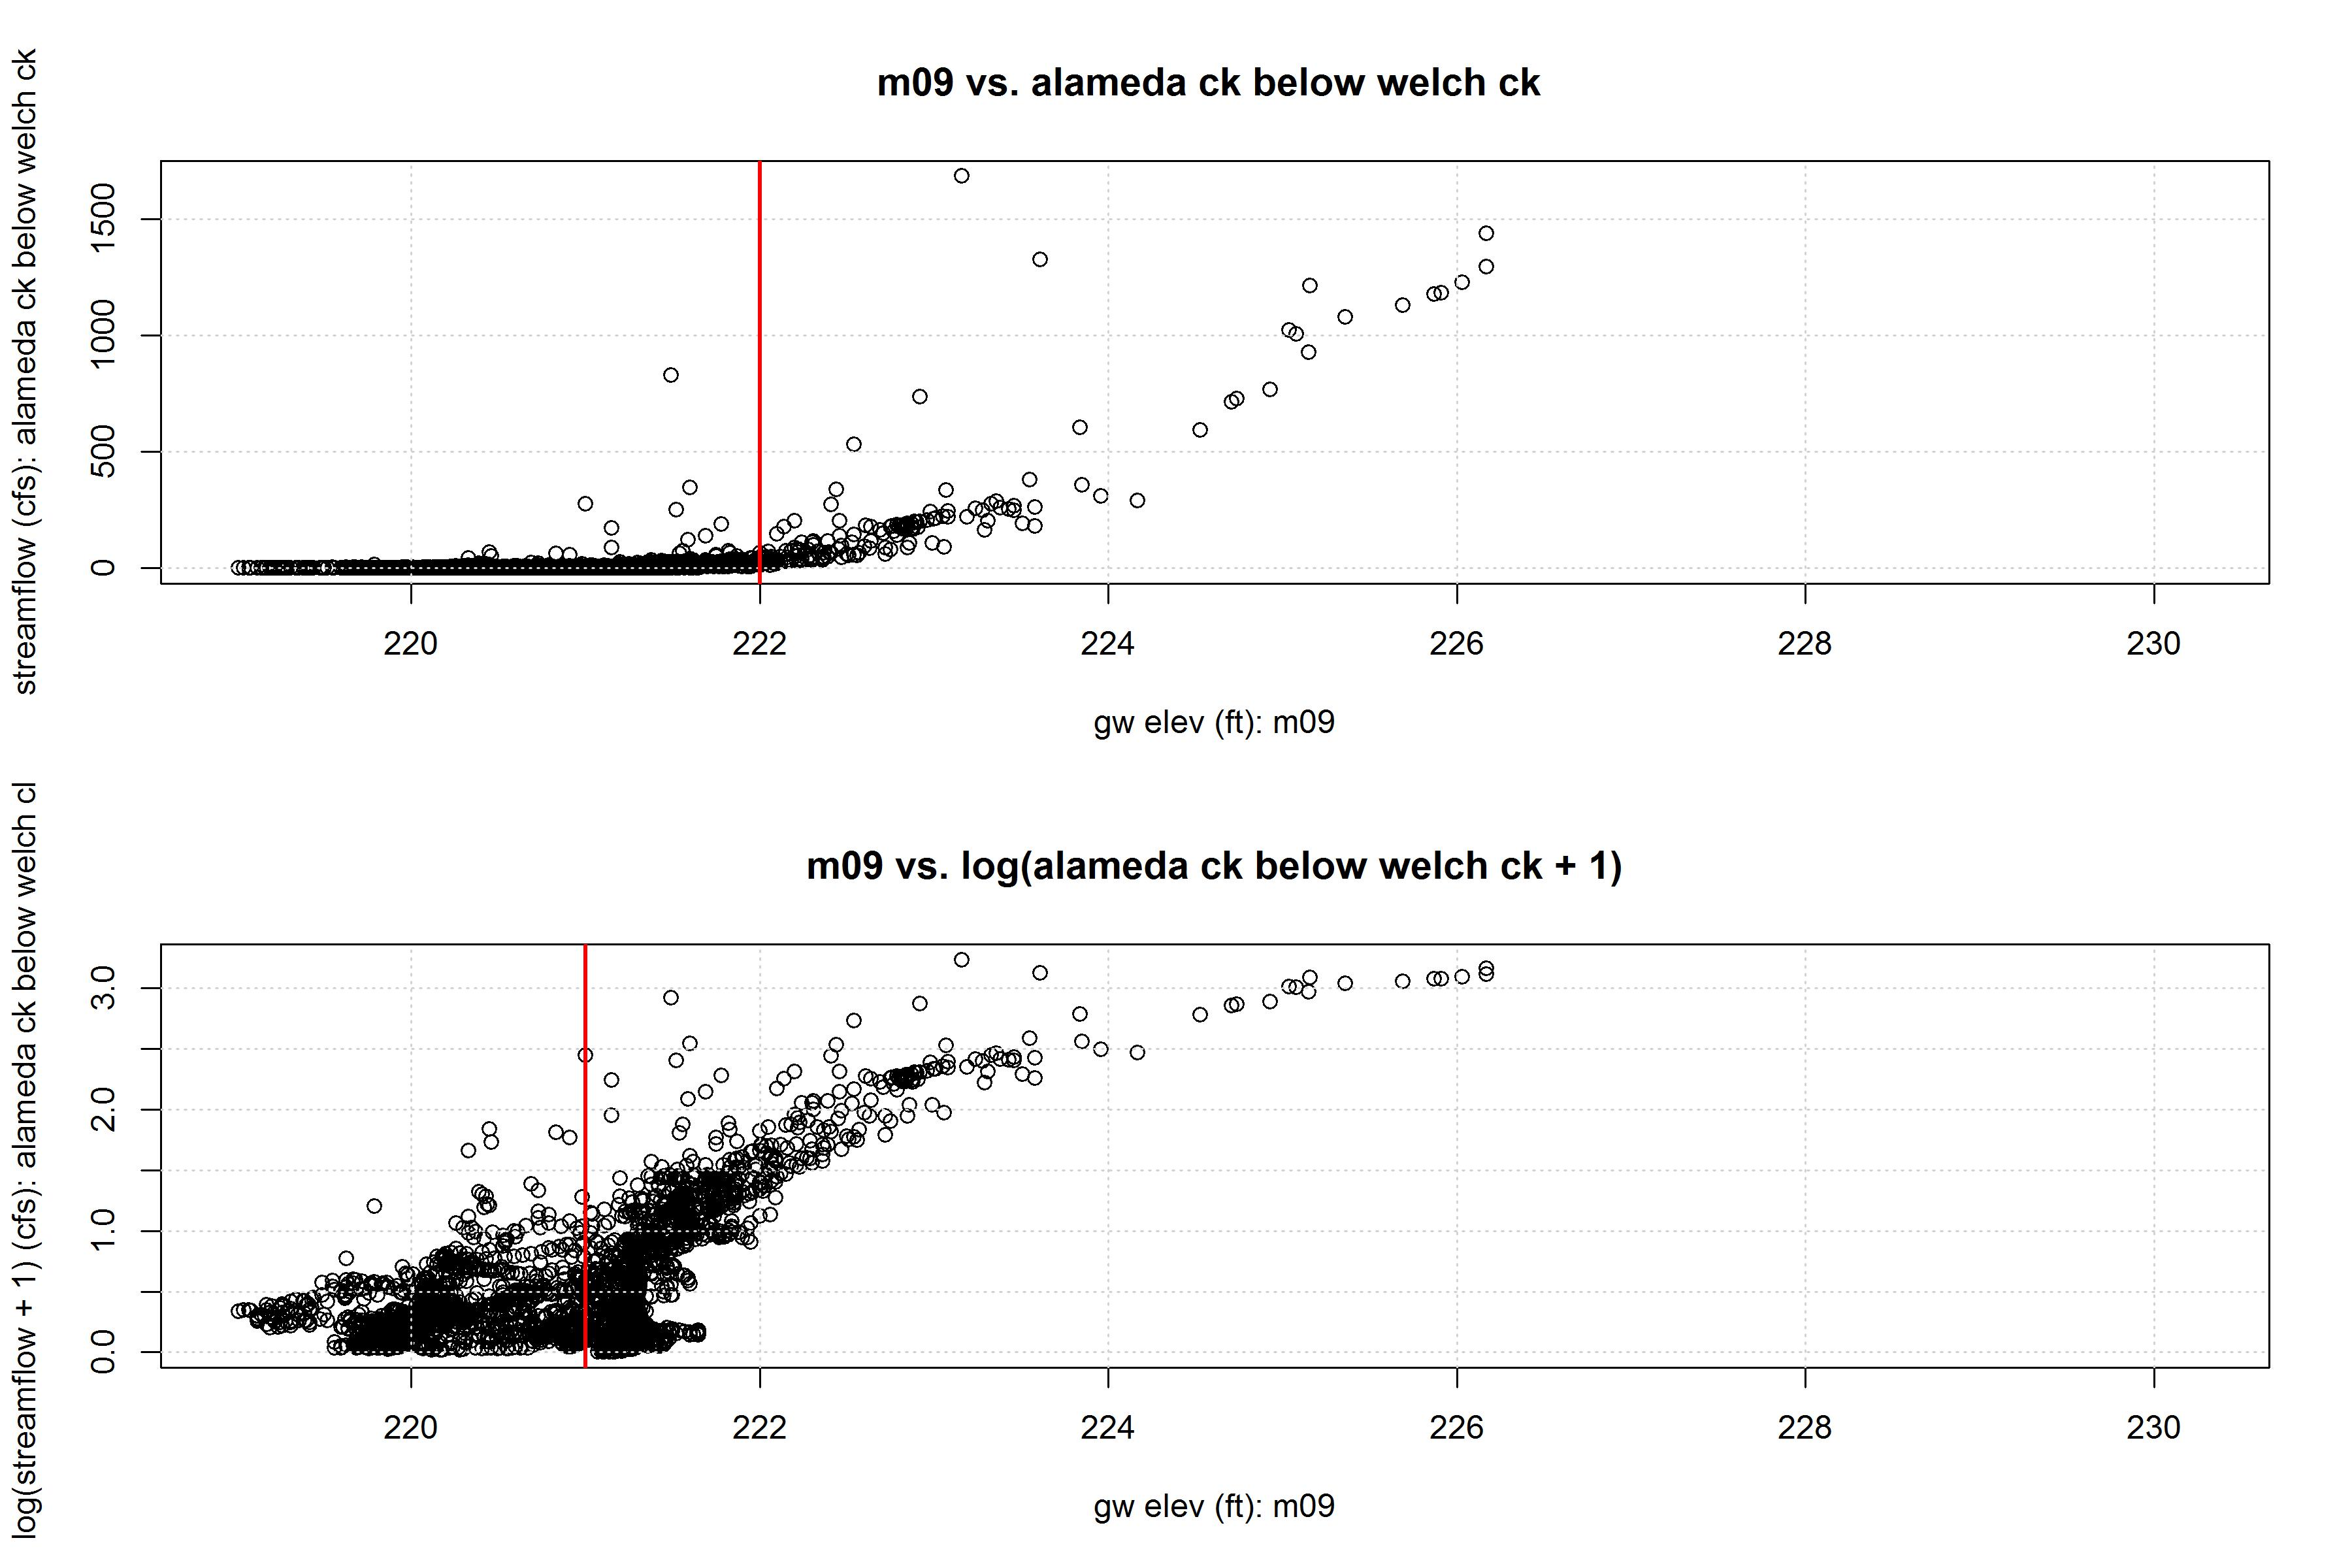 m09 vs. alameda ck below welch ck
streamflow (cfs): alameda ck below welch ck
1500
1000
500
0
220 222 224 226 228 230
gw elev (ft): m09
m09 vs. log(alameda ck below welch ck + 1)
log(streamflow + 1) (cfs): alameda ck below welch cl
3.0
2.0
1.0
0.0
220 222 224 226 228 230
gw elev (ft): m09